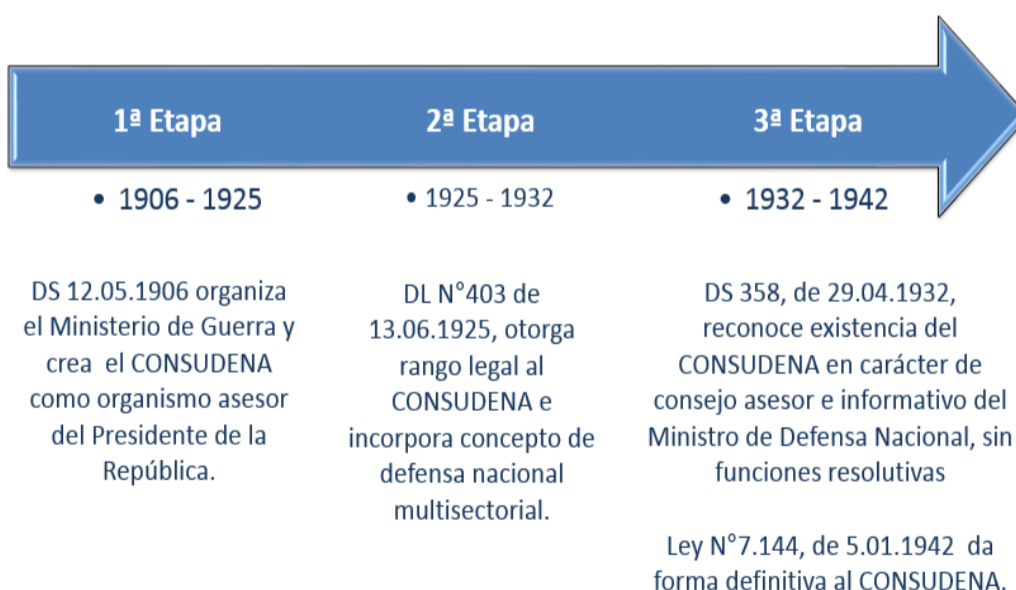 1ª Etapa
• 1906 - 1925
DS 12.05.1906 organiza
el Ministerio de Guerra y
crea el CONSUDENA
como organismo asesor
del Presidente de la
República.
2ª Etapa
• 1925 - 1932
DL N°403 de
13.06.1925, otorga
rango legal al
CONSUDENA e
incorpora concepto de
defensa nacional
multisectorial.
3ª Etapa
• 1932 - 1942
DS 358, de 29.04.1932,
reconoce existencia del
CONSUDENA en carácter de
consejo asesor e informativo del
Ministro de Defensa Nacional, sin
funciones resolutivas
Ley N°7.144, de 5.01.1942 da
forma definitiva al CONSUDENA.